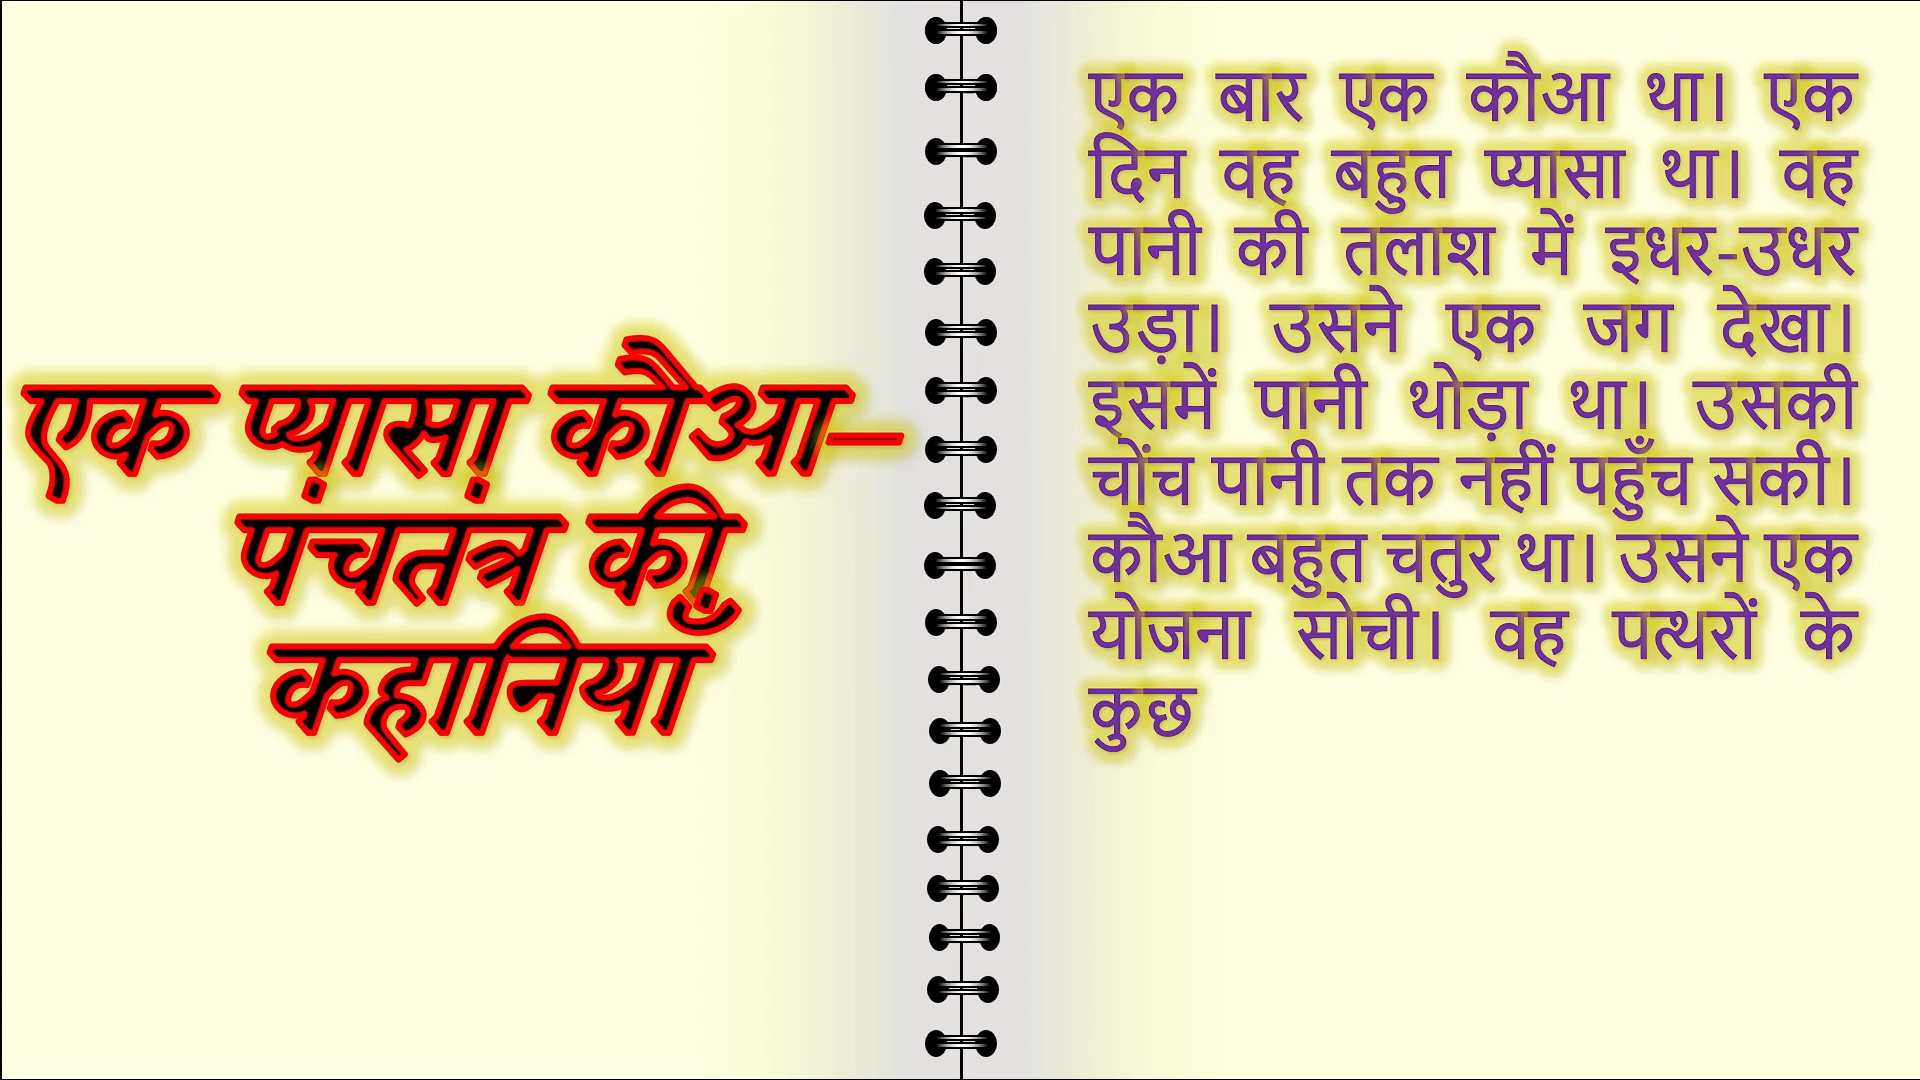 एक प्यासा कौआ–
पंचतंत्र की
कहानियाँ
एक बार एक कौआ था। एक
दिन वह बहुत प्यासा था। वह
पानी की तलाश में इधर-उधर
उड़ा। उसने एक जग देखा।
इसमें पानी थोड़ा था। उसकी
चोंच पानी तक नहीं पहुँच सकी।
कौआ बहुत चतुर था। उसने एक
योजना सोची। वह पत्थरों के
कुछ